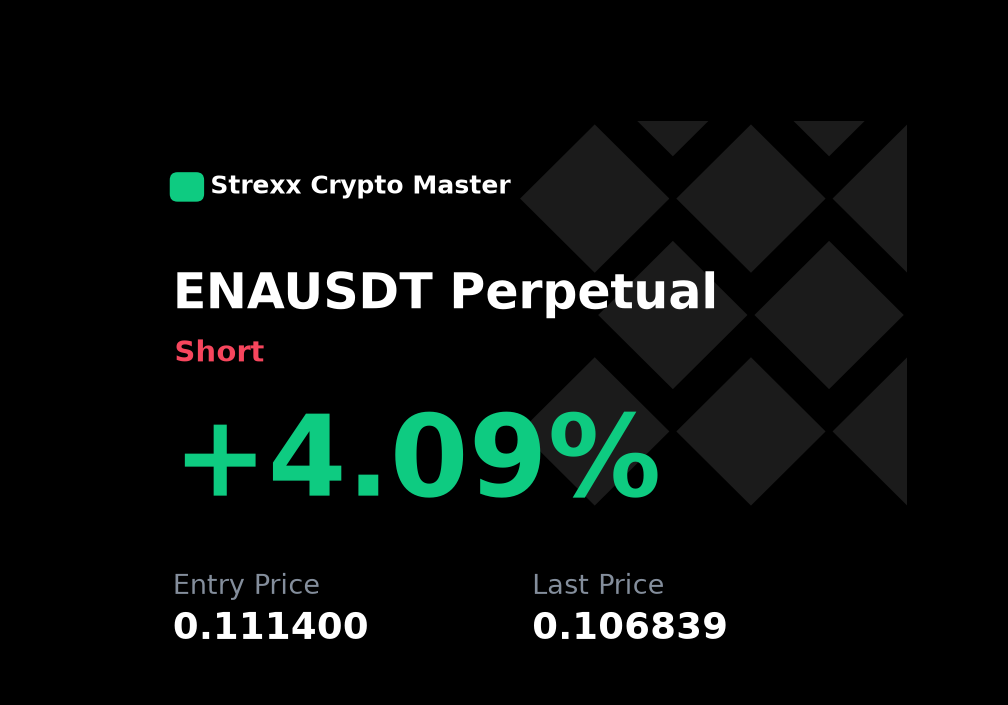 Strexx Crypto Master
ENAUSDT Perpetual
Short
+4.09%
Entry Price
Last Price
0.111400
0.106839